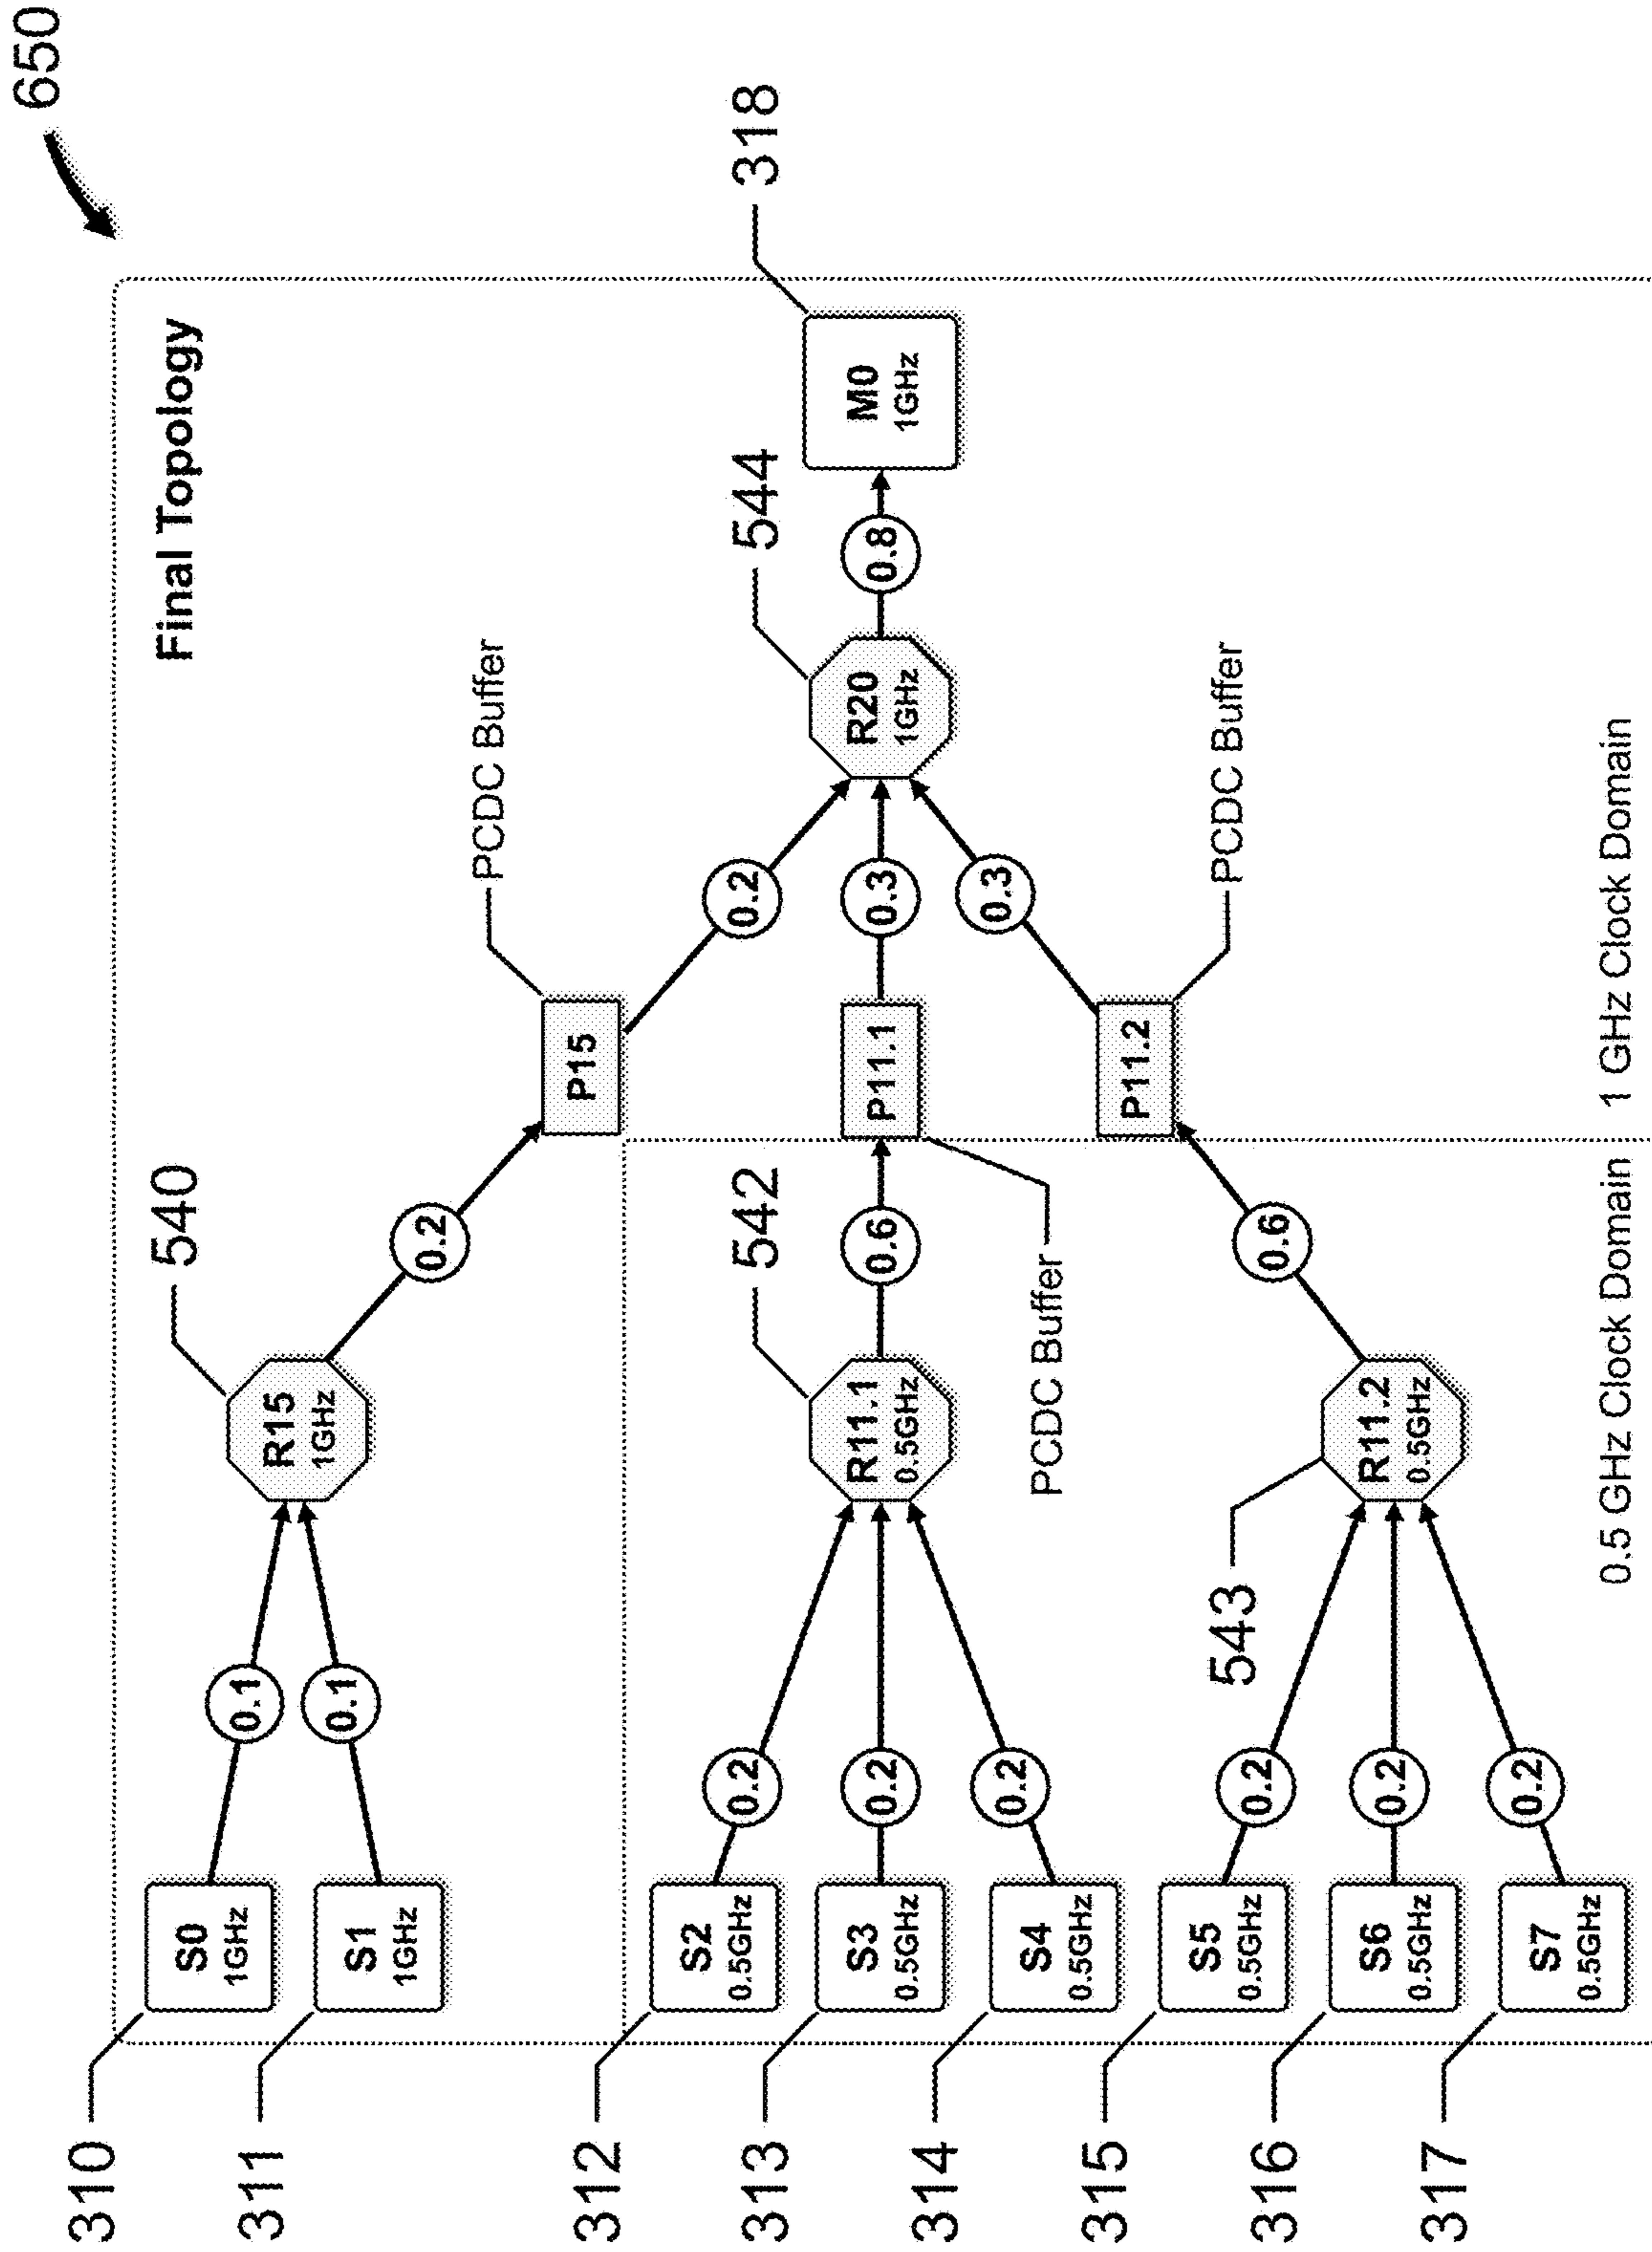 650
Final Topology
310
S0
1GHz
0.1
311
S1
1GHz
0.1
540
R15
1GHz
0.2
P15
PCDC Buffer
0.2
312
S2
0.5GHz
0.2
313
S3
0.5GHz
0.2
314
S4
0.5GHz
0.2
542
R11.1
0.5GHz
0.6
P11.1
PCDC Buffer
0.3
544
R20
1GHz
0.8
318
M0
1GHz
315
S5
0.5GHz
0.2
316
S6
0.5GHz
0.2
317
S7
0.5GHz
0.2
543
R11.2
0.5GHz
0.6
P11.2
PCDC Buffer
0.3
0.5 GHz Clock Domain
1 GHz Clock Domain